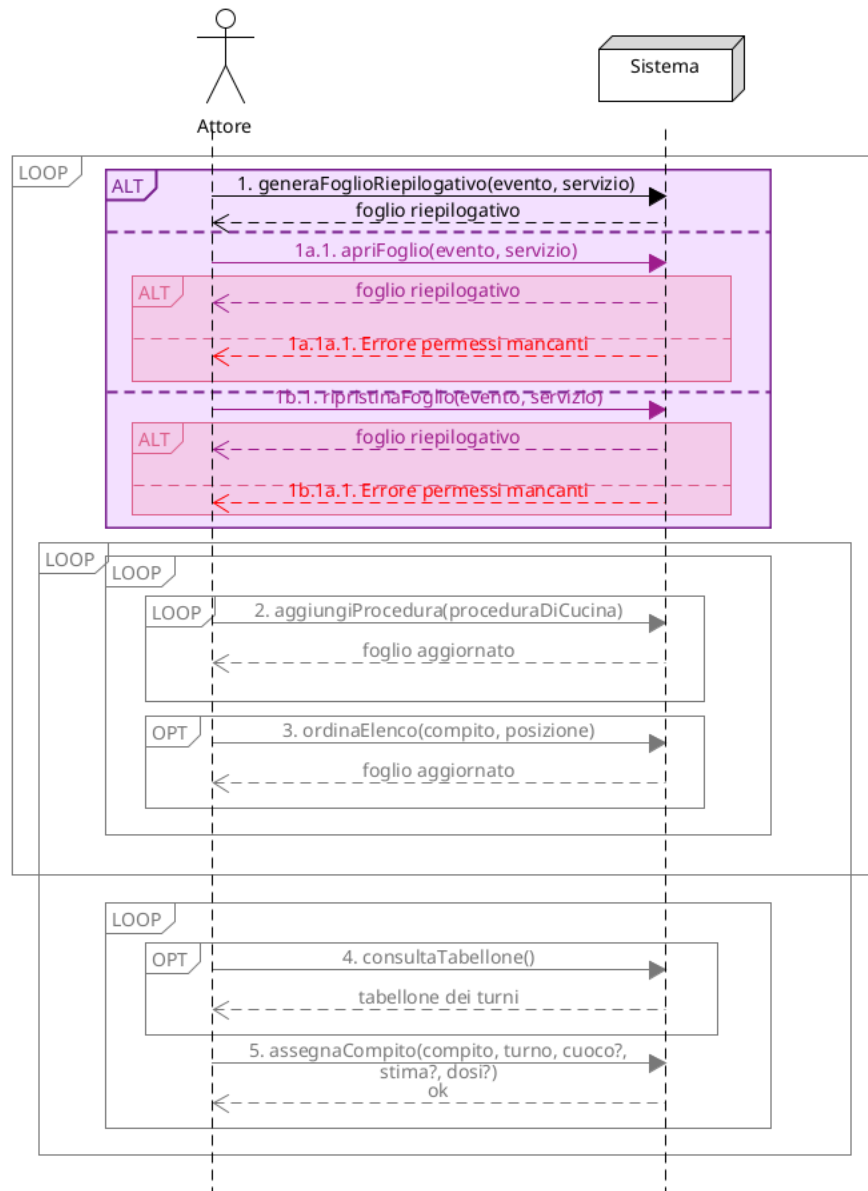 Attore
Sistema
LOOP
ALT
1. generaFoglioRiepilogativo(evento, servizio)
foglio riepilogativo
1a.1. apriFoglio(evento, servizio)
ALT
foglio riepilogativo
1a.1a.1. Errore permessi mancanti
1b.1. ripristinaFoglio(evento, servizio)
ALT
foglio riepilogativo
1b.1a.1. Errore permessi mancanti
LOOP
LOOP
LOOP
2. aggiungiProcedura(proceduraDiCucina)
foglio aggiornato
OPT
3. ordinaElenco(compito, posizione)
foglio aggiornato
LOOP
OPT
4. consultaTabellone()
tabellone dei turni
5. assegnaCompito(compito, turno, cuoco?,
stima?, dosi?)
ok